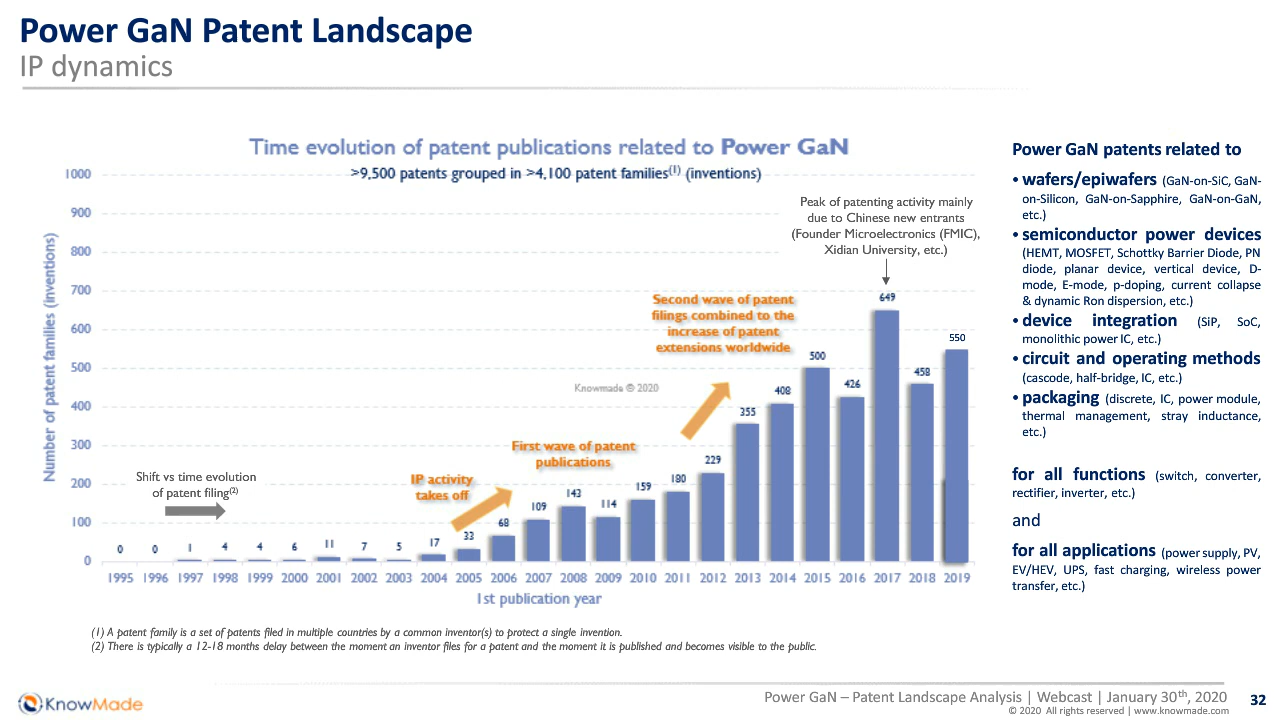 Power GaN Patent Landscape
IP dynamics
Time evolution of patent publications related to Power GaN
>9,500 patents grouped in >4,100 patent families(1) (inventions)
Number of patent families (inventions)
1000
900
800
700
600
500
400
300
200
100
0
Peak of patenting activity mainly
due to Chinese new entrants
(Founder Microelectronics (FMIC),
Xidian University, etc.)
Second wave of patent
filings combined to the
increase of patent
extensions worldwide
Knowmade © 2020
First wave of patent
publications
IP activity
takes off
Shift vs time evolution
of patent filing(2)
0 0 1 4 4 6 11 7 5 17 33 68 109 143 114 159 180 229 355 408 500 426 649 458 550
1995 1996 1997 1998 1999 2000 2001 2002 2003 2004 2005 2006 2007 2008 2009 2010 2011 2012 2013 2014 2015 2016 2017 2018 2019
1st publication year
(1) A patent family is a set of patents filed in multiple countries by a common inventor(s) to protect a single invention.
(2) There is typically a 12-18 months delay between the moment an inventor files for a patent and the moment it is published and becomes visible to the public.
Power GaN patents related to
• wafers/epiwafers (GaN-on-SiC, GaN-
on-Silicon, GaN-on-Sapphire, GaN-on-GaN,
etc.)
• semiconductor power devices
(HEMT, MOSFET, Schottky Barrier Diode, PN
diode, planar device, vertical device, D-
mode, E-mode, p-doping, current collapse
& dynamic Ron dispersion, etc.)
• device integration (SiP, SoC,
monolithic power IC, etc.)
• circuit and operating methods
(cascode, half-bridge, IC, etc.)
• packaging (discrete, IC, power module,
thermal management, stray inductance,
etc.)
for all functions (switch, converter,
rectifier, inverter, etc.)
and
for all applications (power supply, PV,
EV/HEV, UPS, fast charging, wireless power
transfer, etc.)
KnowMade
Power GaN – Patent Landscape Analysis | Webcast | January 30th, 2020
© 2020 All rights reserved | www.knowmade.com
32